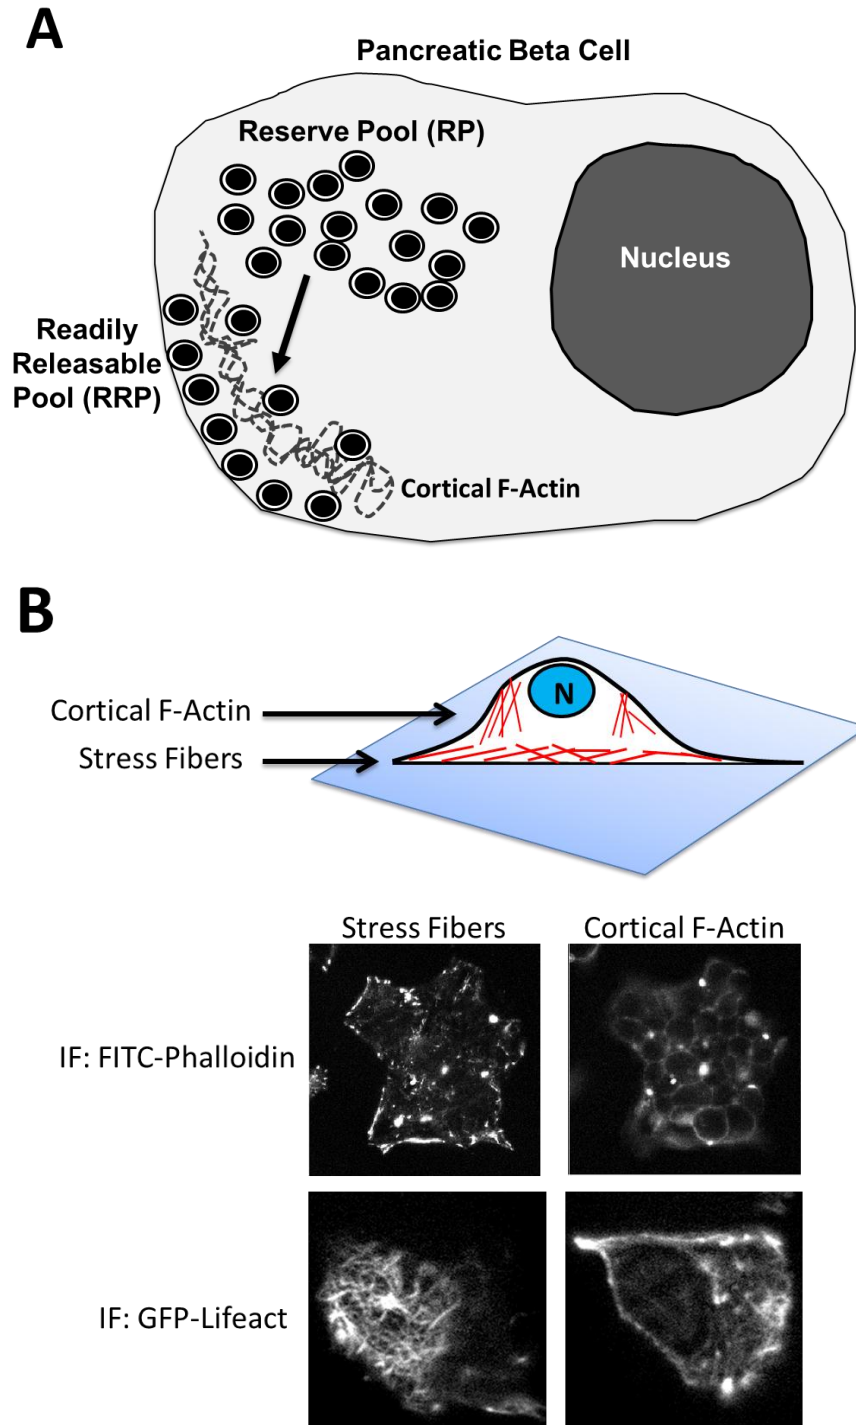 A
Pancreatic Beta Cell
Reserve Pool (RP)
Nucleus
Readily
Releasable
Pool (RRP)
Cortical F-Actin
B
N
Cortical F-Actin
Stress Fibers
Stress Fibers
Cortical F-Actin
IF: FITC-Phalloidin
IF: GFP-Lifeact